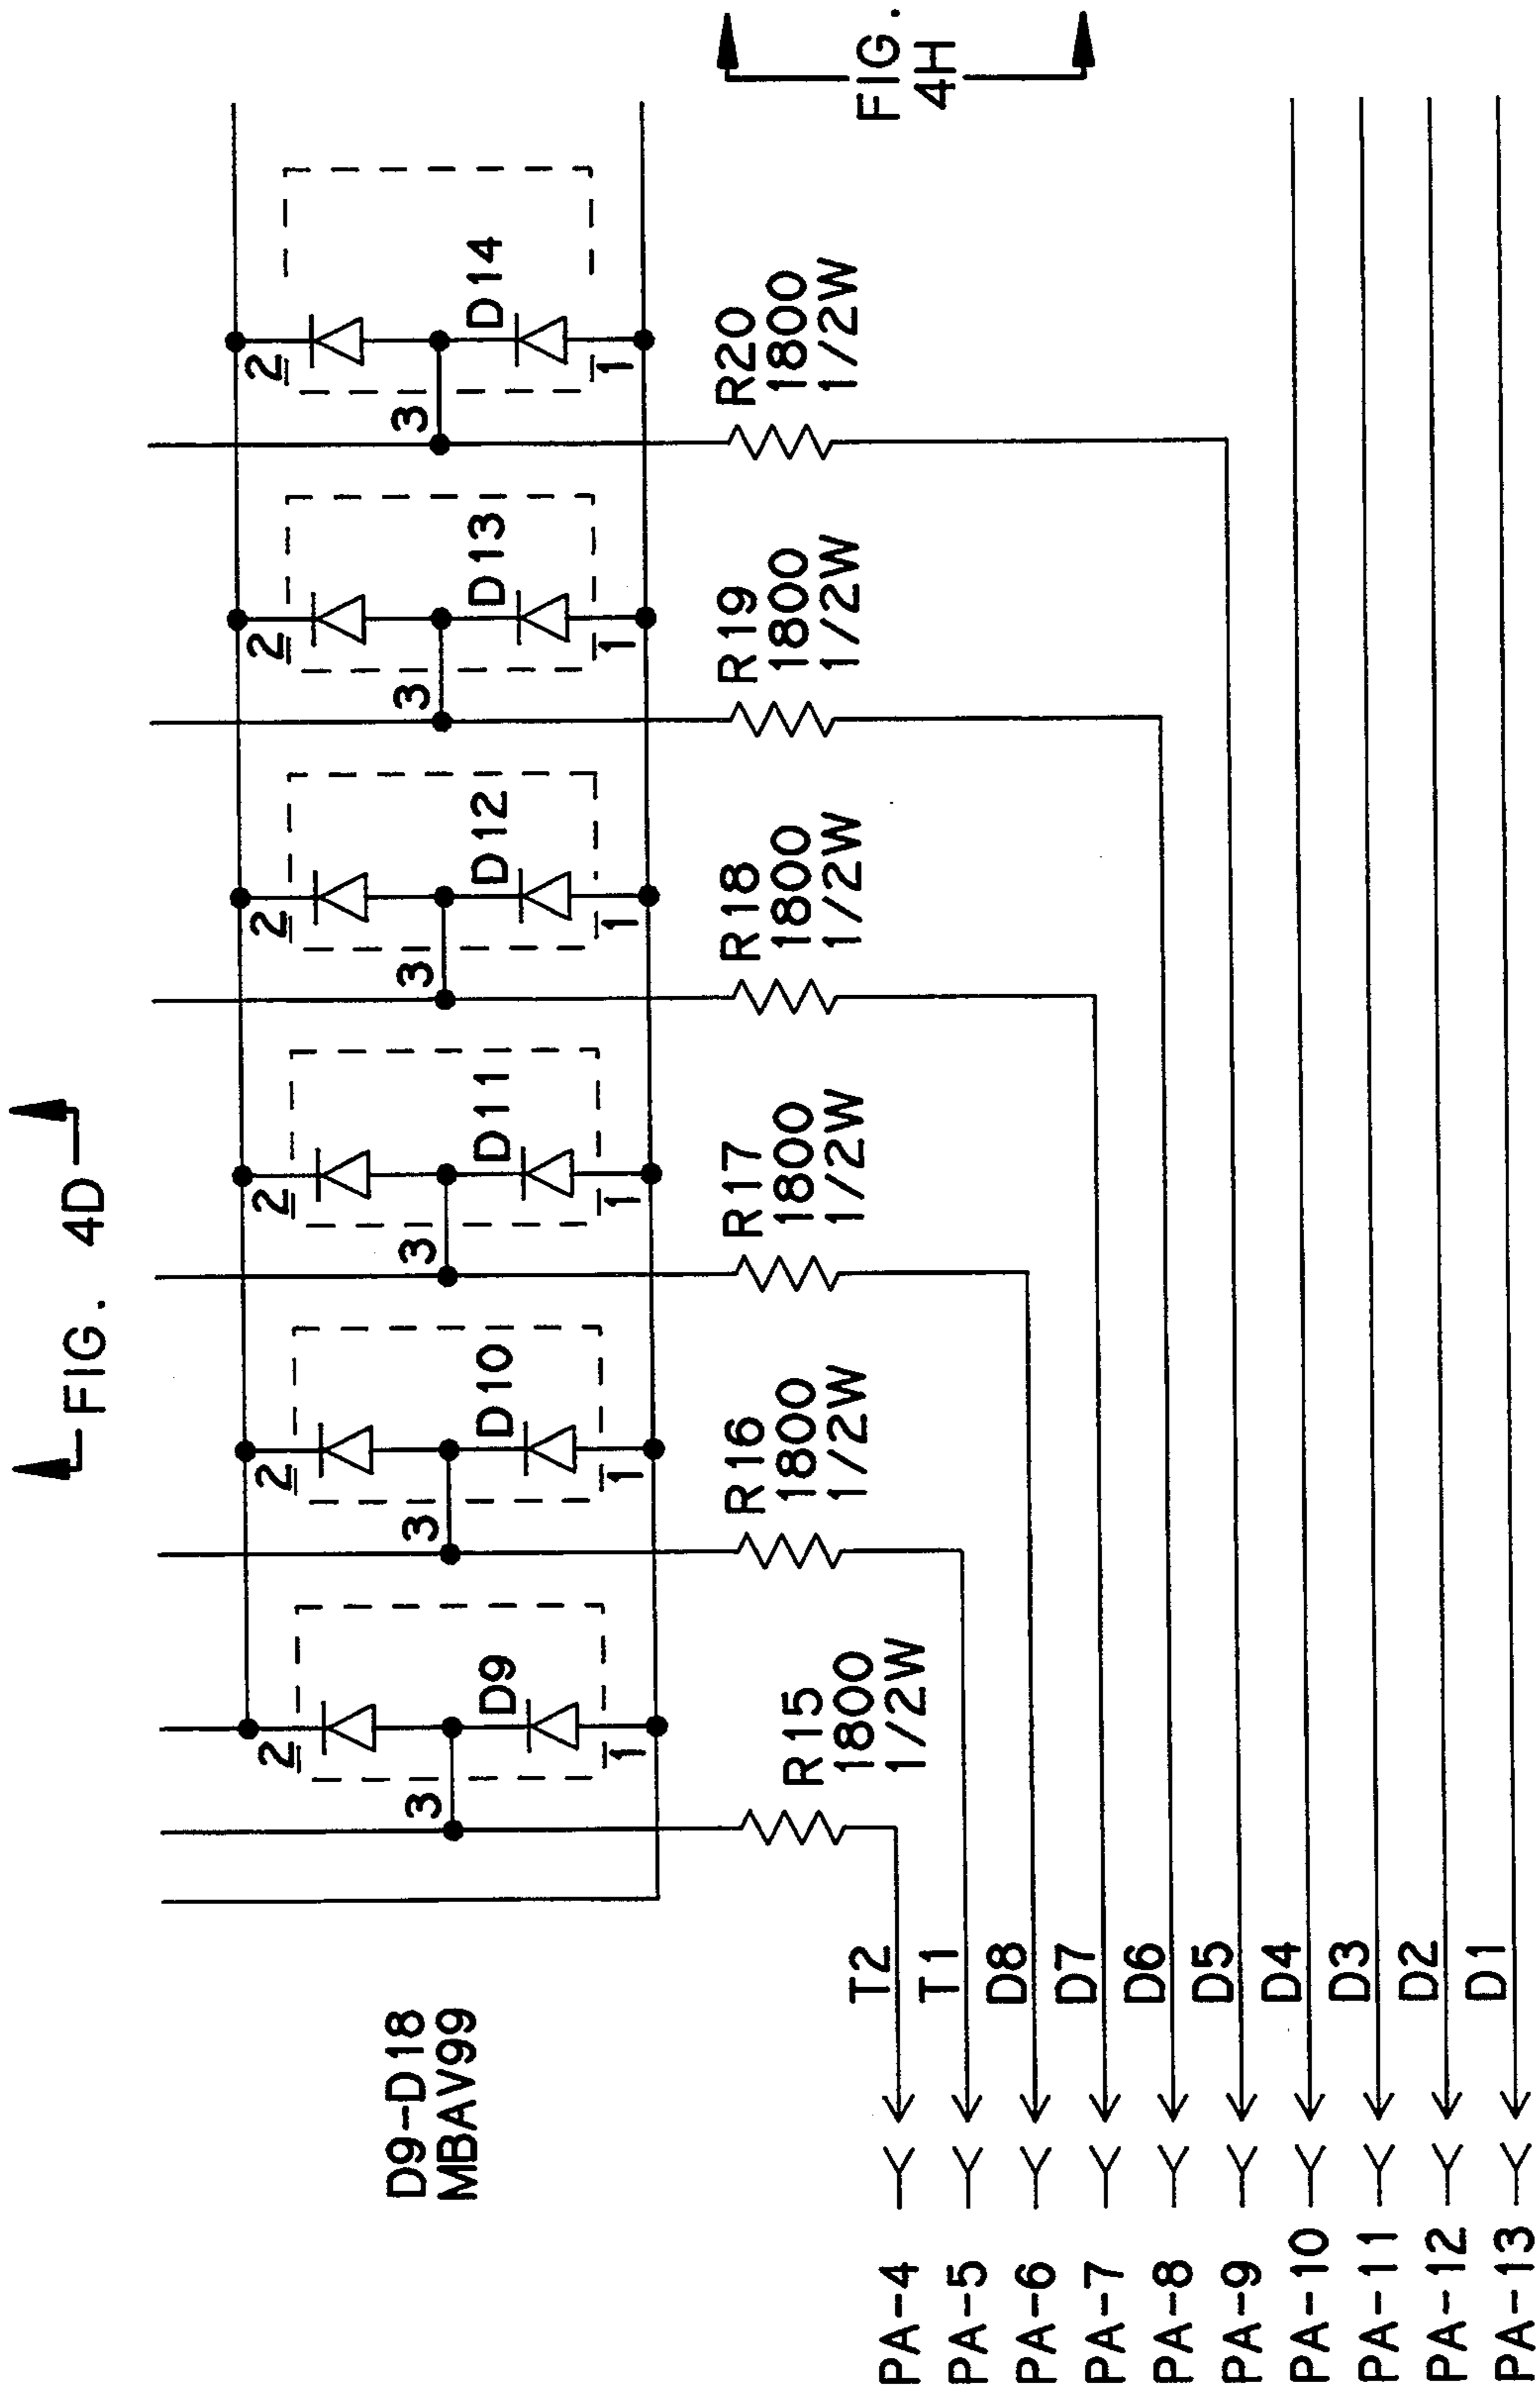 FIG. 4D
FIG.
4H
D9-D18
MBAV99
2
3
D9
1
2
3
D10
1
2
3
D11
1
2
3
D12
1
2
3
D13
1
2
3
D14
1
R15
1800
1/2W
R16
1800
1/2W
R17
1800
1/2W
R18
1800
1/2W
R19
1800
1/2W
R20
1800
1/2W
PA-4 T2
PA-5 T1
PA-6 D8
PA-7 D7
PA-8 D6
PA-9 D5
PA-10 D4
PA-11 D3
PA-12 D2
PA-13 D1